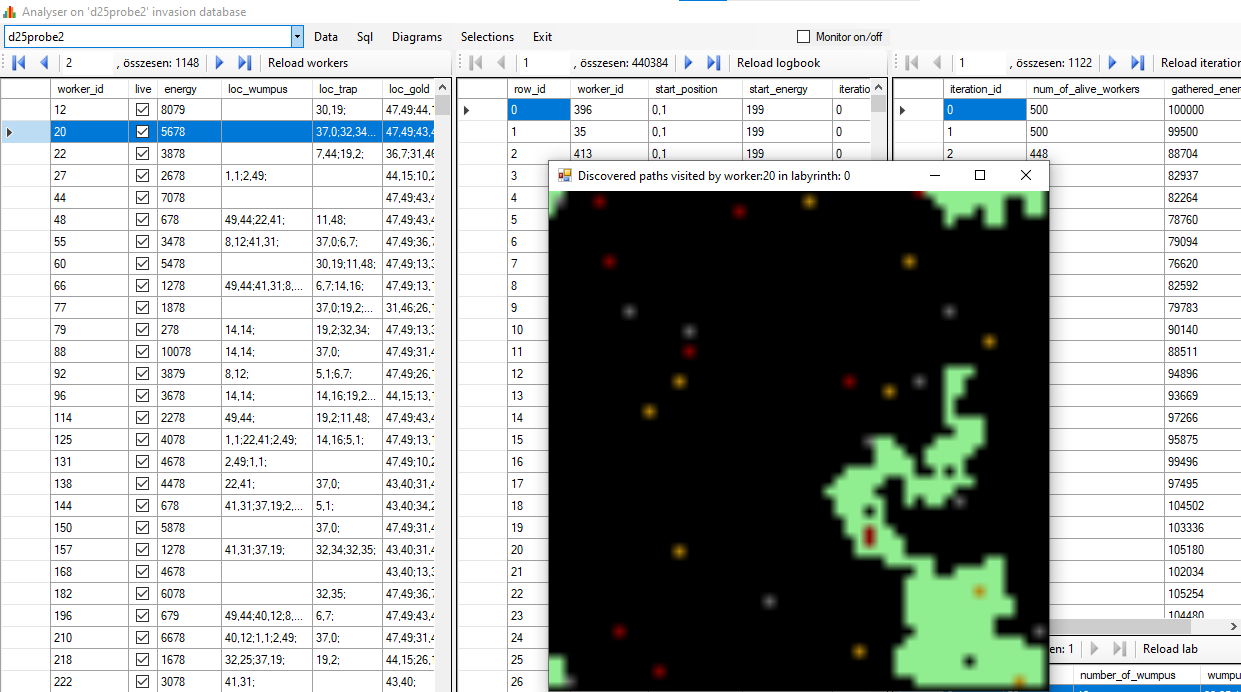 Analyser on 'd25probe2' invasion database
d25probe2 Data Sql Diagrams Selections Exit Monitor on/off
2 , összesen: 1148 Reload workers 1 , összesen: 440384 Reload logbook 1 , összesen: 1122 Reload iteration
worker_id live energy loc_wumpus loc_trap loc_gold row_id worker_id start_position start_energy iteratio iteration_id num_of_alive_workers gathered_ener
12 8079 30,19; 47,49;44, 0 396 0,1 199 0 0 500 100000
20 5678 37,0;32,34... 47,49;43,4 1 35 0,1 199 0 1 500 99500
22 3878 7,44;19,2; 36,7;31,46 2 413 0,1 199 0 2 448 88704
27 2678 1,1;2,49; 44,15;10,2 3 Discovered paths visited by worker:20 in labyrinth: 0 82937
44 7078 47,49;43,4 4 82264
48 678 49,44;22,41; 11,48; 47,49;43,4 5 78760
55 3478 8,12;41,31; 37,0;6,7; 47,49;36,7 6 79094
60 5478 30,19;11,48; 47,49;13,3 7 76620
66 1278 49,44;41,31;8,... 6,7;14,16; 47,49;13,1 8 82592
77 1878 37,0;19,2;... 31,46;26,1 9 79783
79 278 14,14; 19,2;32,34; 47,49;13,3 10 90140
88 10078 14,14; 37,0; 47,49;31,4 11 88511
92 3879 8,12; 5,1;6,7; 47,49;26,1 12 94896
96 3678 14,14; 14,16;19,2... 44,15;13,1 13 93669
114 2278 49,44; 19,2;11,48; 47,49;43,4 14 97266
125 4078 1,1;22,41;2,49; 14,16;5,1; 47,49;13,1 15 95875
131 4678 2,49;1,1; 47,49;10,2 16 99496
138 4478 22,41; 37,0; 43,40;31,4 17 97495
144 678 41,31;37,19;2,... 5,1; 43,40;34,2 18 104502
150 5878 37,0; 47,49;31,4 19 103336
157 1278 41,31;37,19; 32,34;32,35; 43,40;31,4 20 105180
168 4678 43,40;13,3 21 102034
182 6078 32,35; 47,49;36,7 22 105254
196 679 49,44;40,12;8,... 6,7; 47,49;43,4 23 104480
210 6678 40,12;1,1;2,49; 37,0; 47,49;31,4 24
218 1678 32,25;37,19; 19,2; 44,15;26,1 25 en: 1 Reload lab
222 3078 41,31; 43,40; 26 number_of_wumpus wumpu